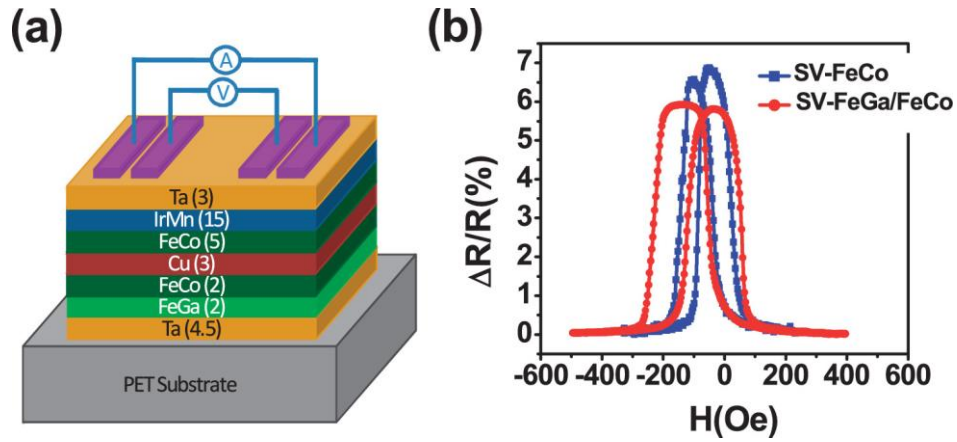 (a)
A
V
Ta (3)
IrMn (15)
FeCo (5)
Cu (3)
FeCo (2)
FeGa (2)
Ta (4.5)
PET Substrate
(b)
SV-FeCo
SV-FeGa/FeCo
ΔR/R(%)
7
6
5
4
3
2
1
0
-600 -400 -200 0 200 400 600
H(Oe)